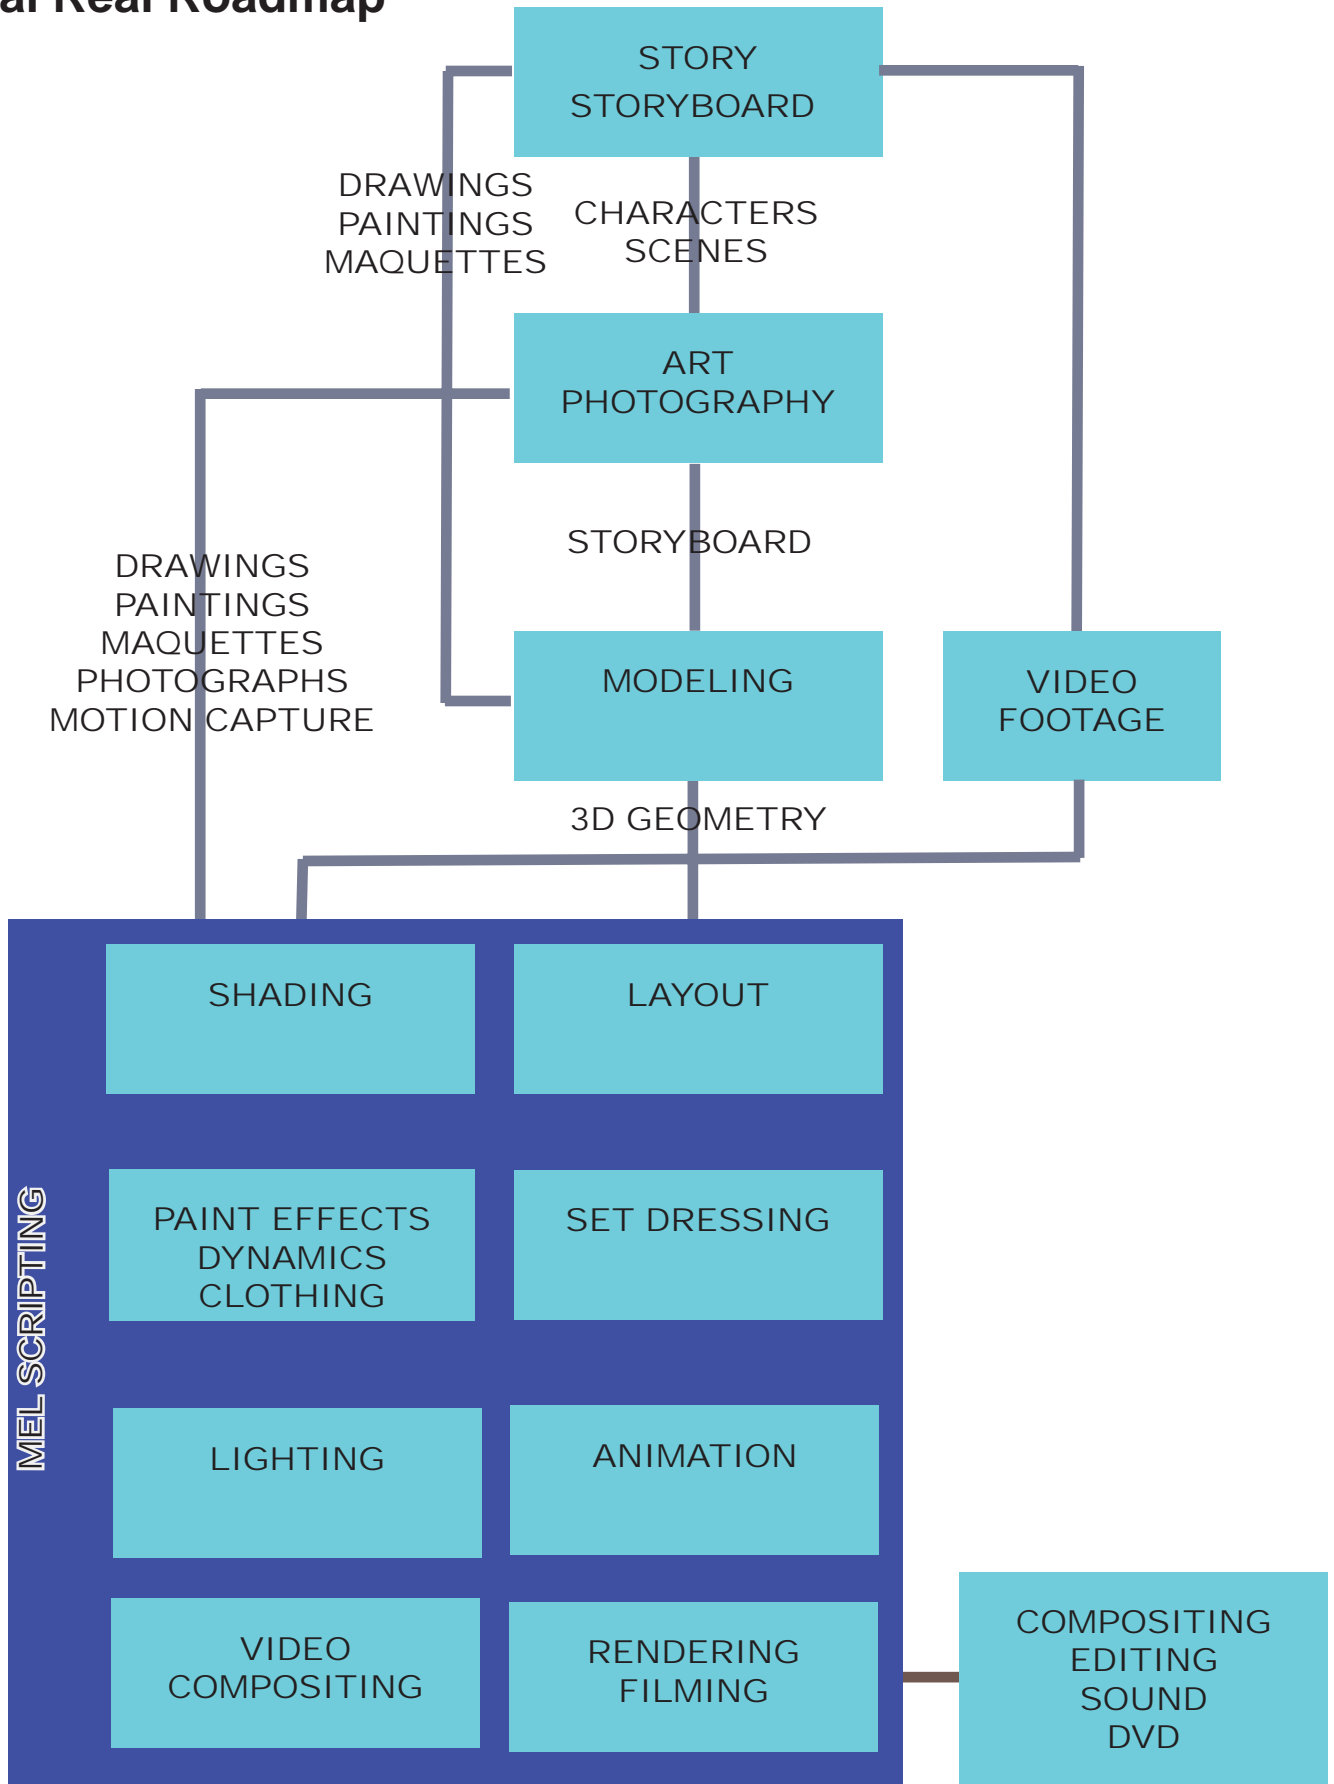 Real Roadmap
STORY
STORYBOARD
DRAWINGS
PAINTINGS
MAQUETTES
CHARACTERS
SCENES
ART
PHOTOGRAPHY
STORYBOARD
DRAWINGS
PAINTINGS
MAQUETTES
PHOTOGRAPHS
MOTION CAPTURE
MODELING
VIDEO
FOOTAGE
3D GEOMETRY
SHADING
LAYOUT
MEL SCRIPTING
PAINT EFFECTS
DYNAMICS
CLOTHING
SET DRESSING
LIGHTING
ANIMATION
VIDEO
COMPOSITING
RENDERING
FILMING
COMPOSITING
EDITING
SOUND
DVD